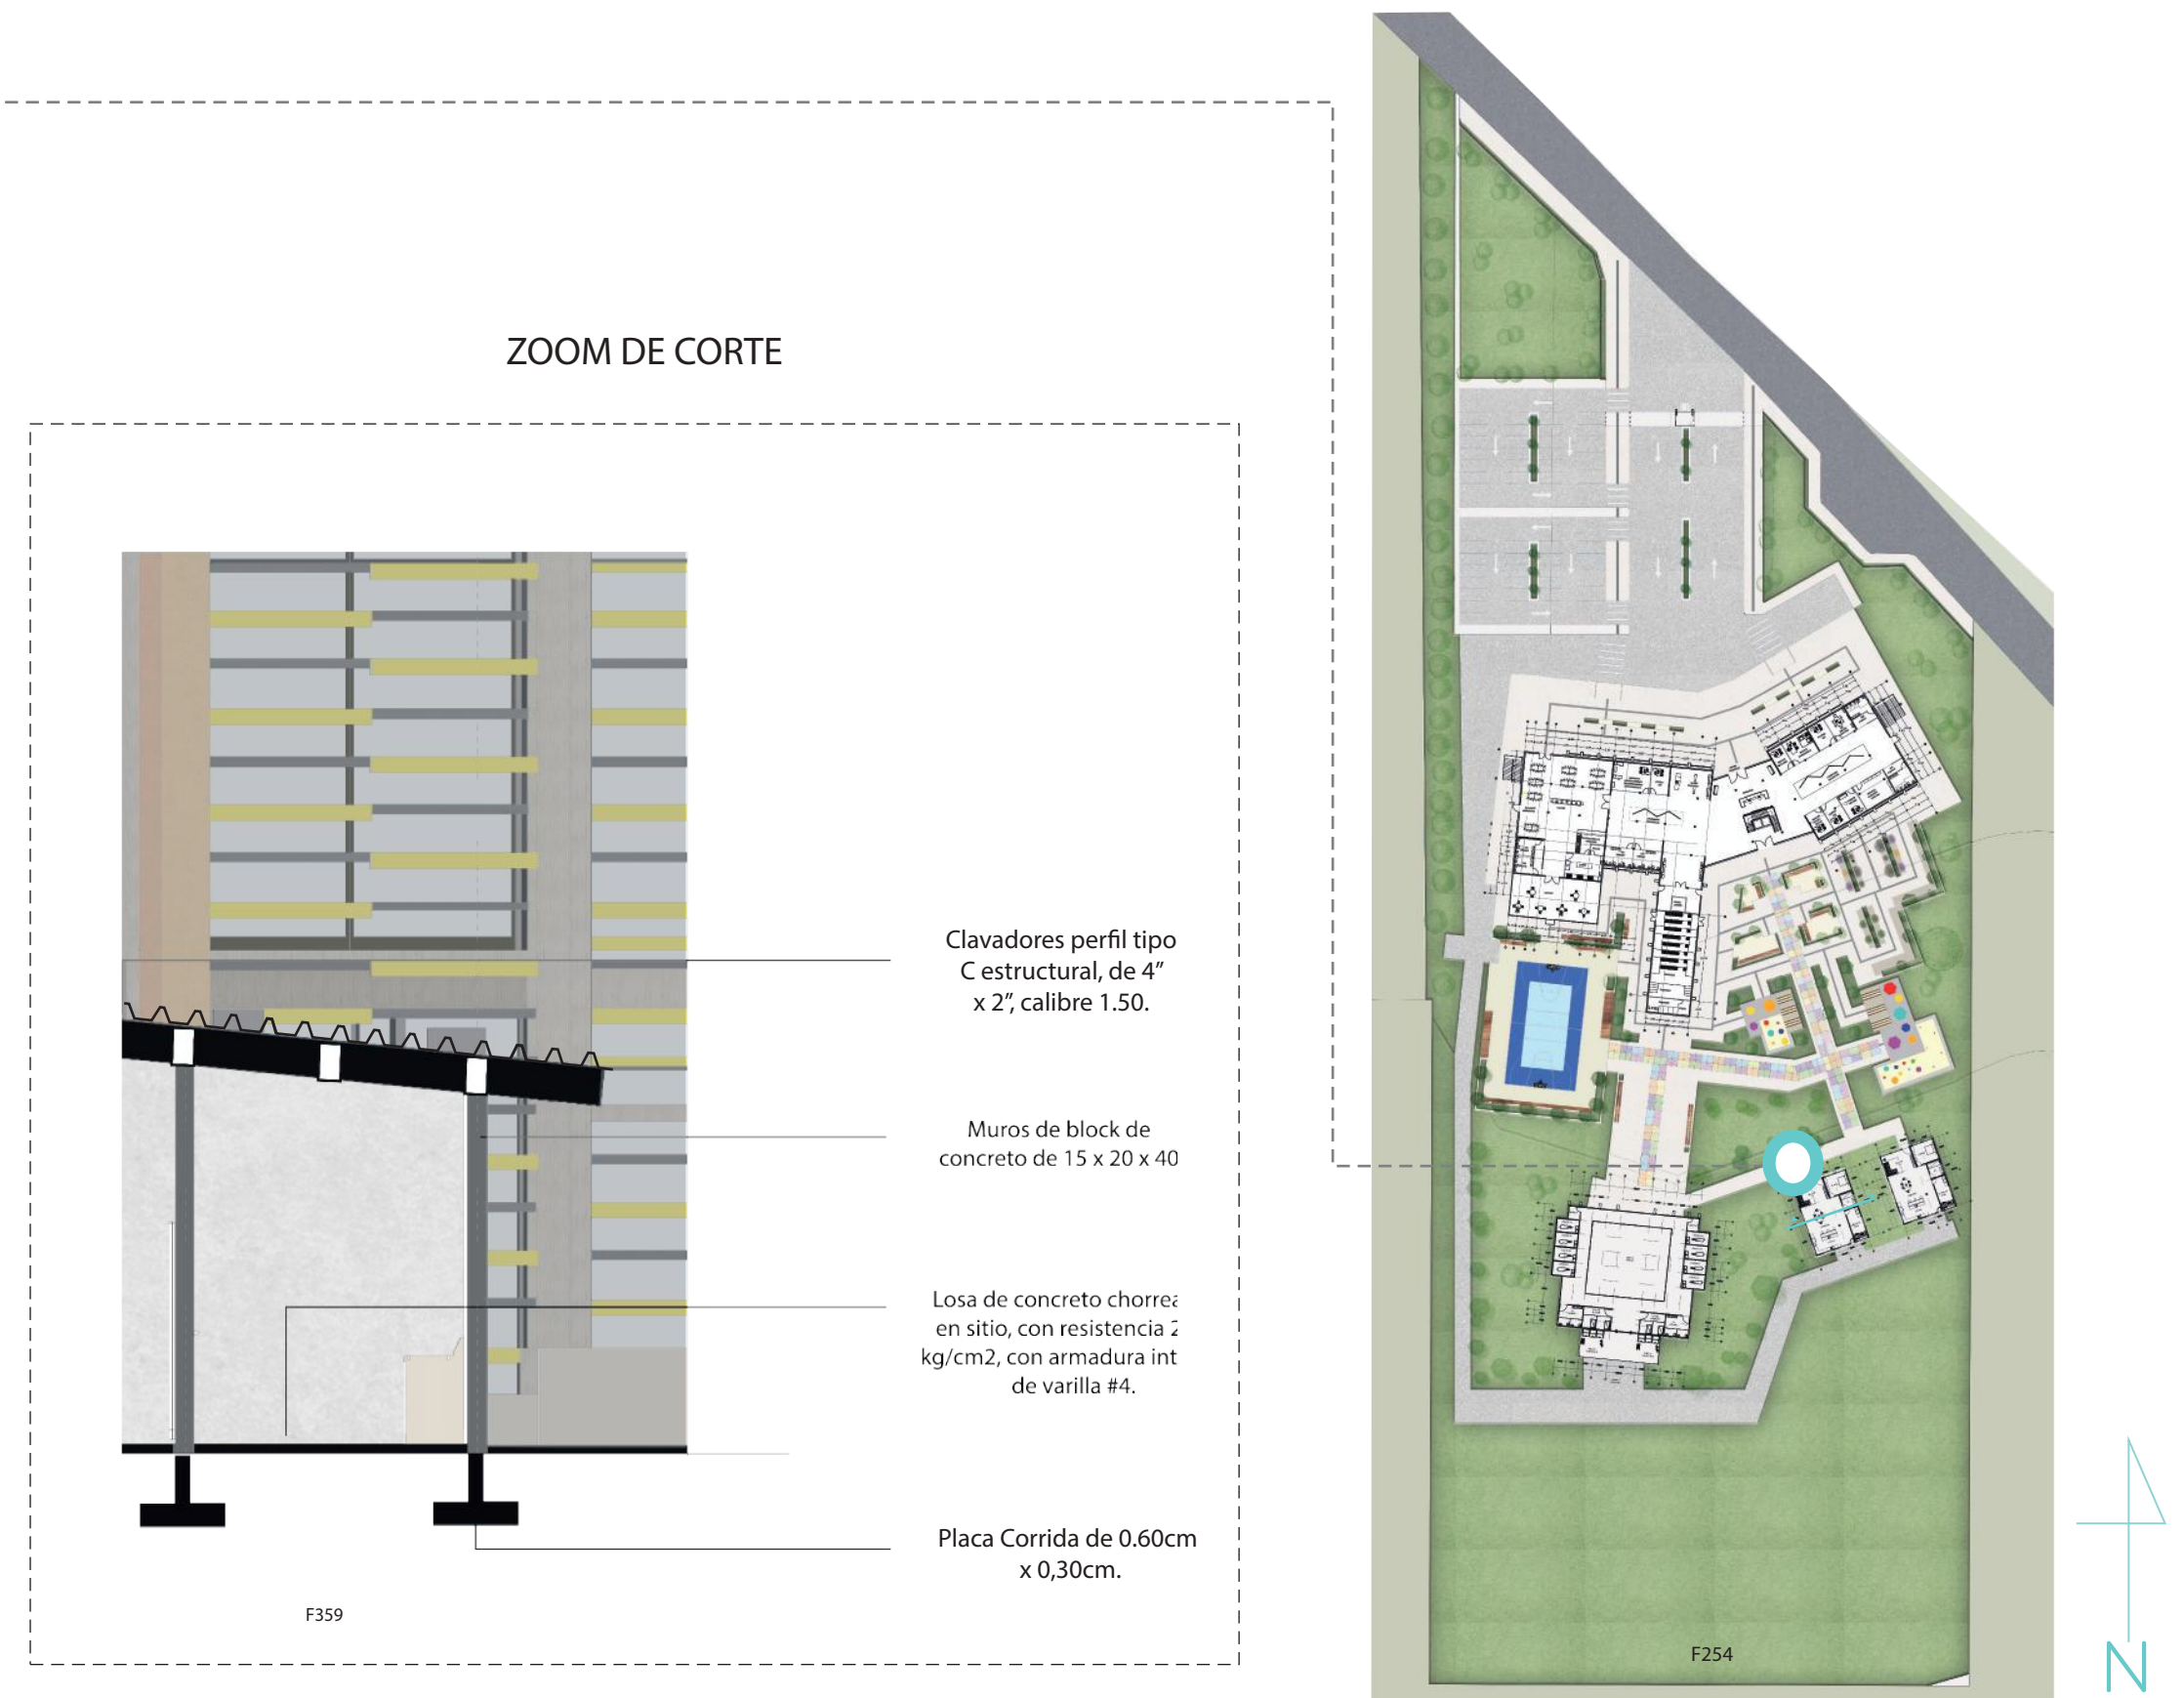 ZOOM DE CORTE
Clavadores perfil tipo
C estructural, de 4”
x 2”, calibre 1.50.
Muros de block de
concreto de 15 x 20 x 40
Losa de concreto chorrea
en sitio, con resistencia 2
kg/cm2, con armadura int
de varilla #4.
Placa Corrida de 0.60cm
x 0,30cm.
F359
F254
N